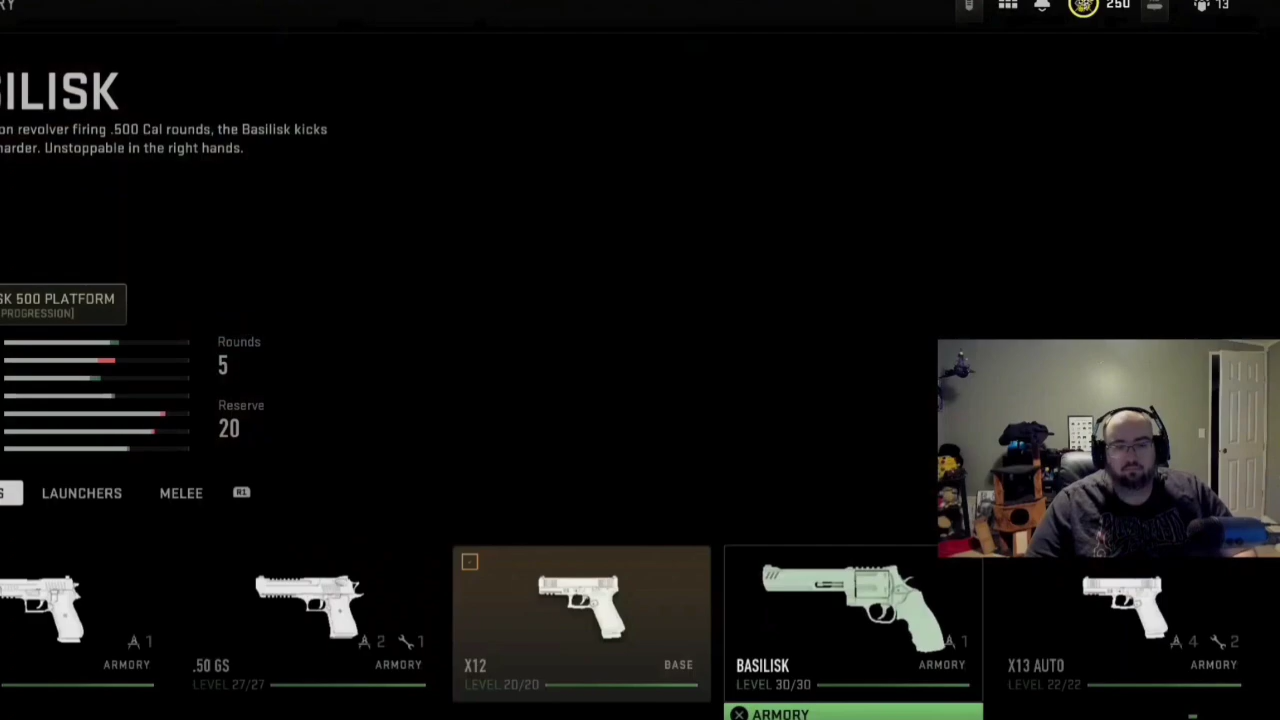 RY
250
13
SILISK
on revolver firing .500 Cal rounds, the Basilisk kicks
harder. Unstoppable in the right hands.
SK 500 PLATFORM
PROGRESSION]
Rounds
5
Reserve
20
S
LAUNCHERS
MELEE
R1
1
ARMORY
2
1
.50 GS
ARMORY
LEVEL 27/27
X12
BASE
LEVEL 20/20
1
BASILISK
ARMORY
LEVEL 30/30
4
2
X13 AUTO
ARMORY
LEVEL 22/22
ARMORY